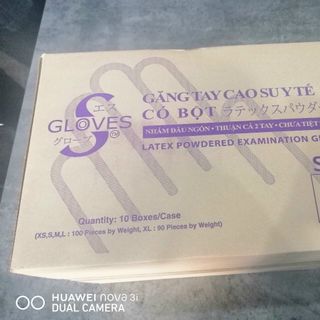 エス
S
GLOVES
TM
グローブ
GĂNG TAY CAO SU Y TẾ
CÓ BỘT ラテックスパウダー
NHÁM ĐẦU NGÓN - THUẬN CẢ 2 TAY - CHƯA TIỆT
LATEX POWDERED EXAMINATION
S
Quantity: 10 Boxes/Case
(XS,S,M,L : 100 Pieces by Weight, XL : 90 Pieces by Weight)
HUAWEI nova 3i
DUAL CAMERA